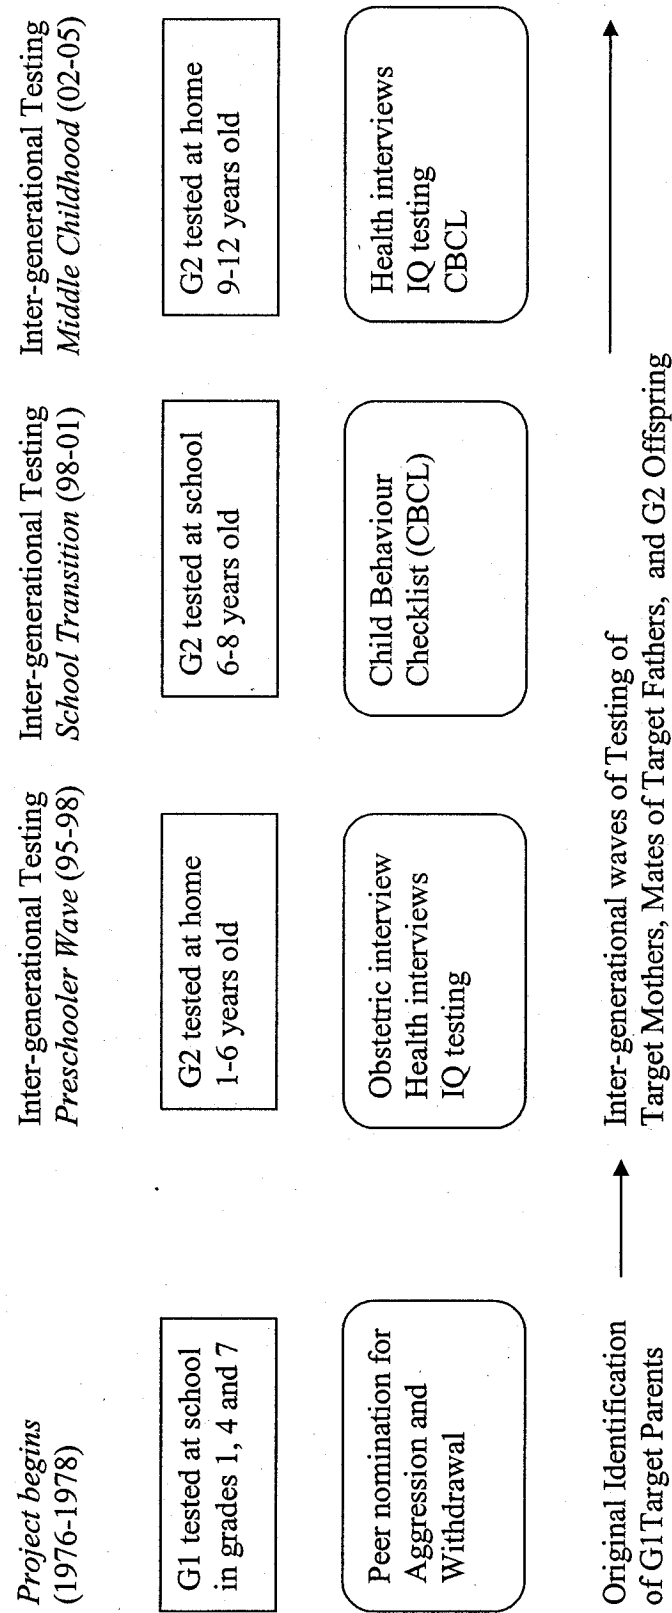 Project begins
(1976-1978)
Inter-generational Testing
Preschooler Wave (95-98)
Inter-generational Testing
School Transition (98-01)
Inter-generational Testing
Middle Childhood (02-05)
G1 tested at school
in grades 1, 4 and 7
G2 tested at home
1-6 years old
G2 tested at school
6-8 years old
G2 tested at home
9-12 years old
Peer nomination for
Aggression and
Withdrawal
Obstetric interview
Health interviews
IQ testing
Child Behaviour
Checklist (CBCL)
Health interviews
IQ testing
CBCL
Original Identification
of G1Target Parents
Inter-generational waves of Testing of
Target Mothers, Mates of Target Fathers, and G2 Offspring